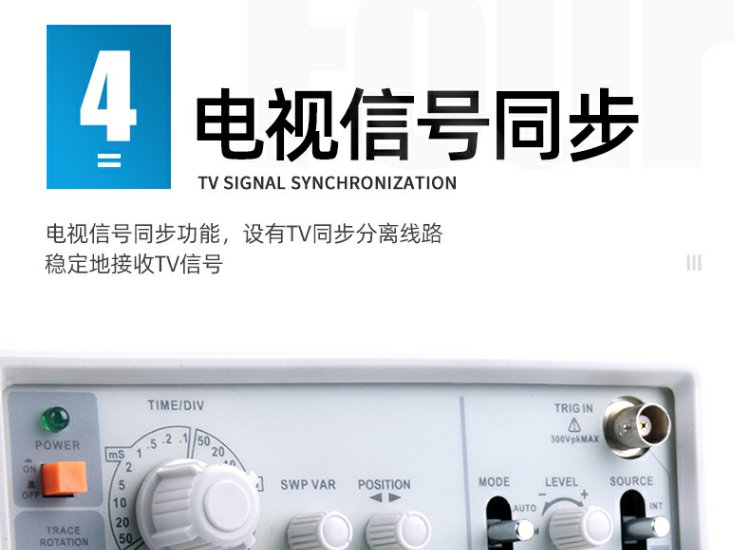 Four
4
电视信号同步
TV SIGNAL SYNCHRONIZATION
电视信号同步功能，设有TV同步分离线路
稳定地接收TV信号
TIME/DIV
TRIG IN
300VpkMAX
POWER
ON
OFF
mS
.5 .2 .1 50
1 20
2 10
5
10
20
50
SWP VAR
POSITION
MODE
LEVEL
SOURCE
AUTO
- +
INT
TRACE
ROTATION